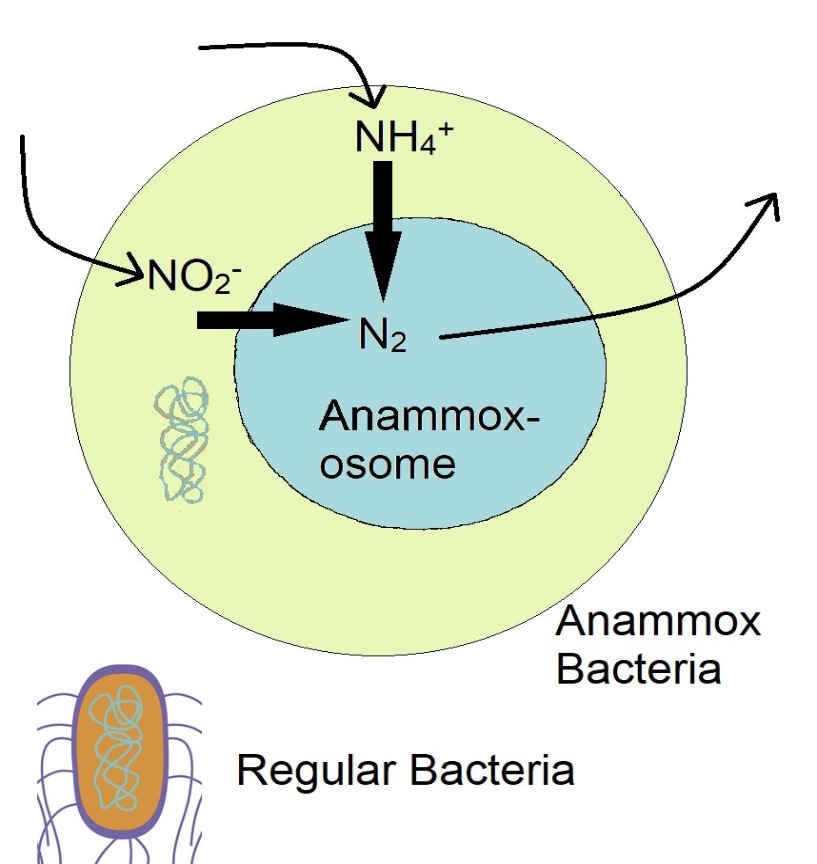 NH₄⁺
NO₂⁻
N₂
Anammox-
osome
Anammox
Bacteria
Regular Bacteria